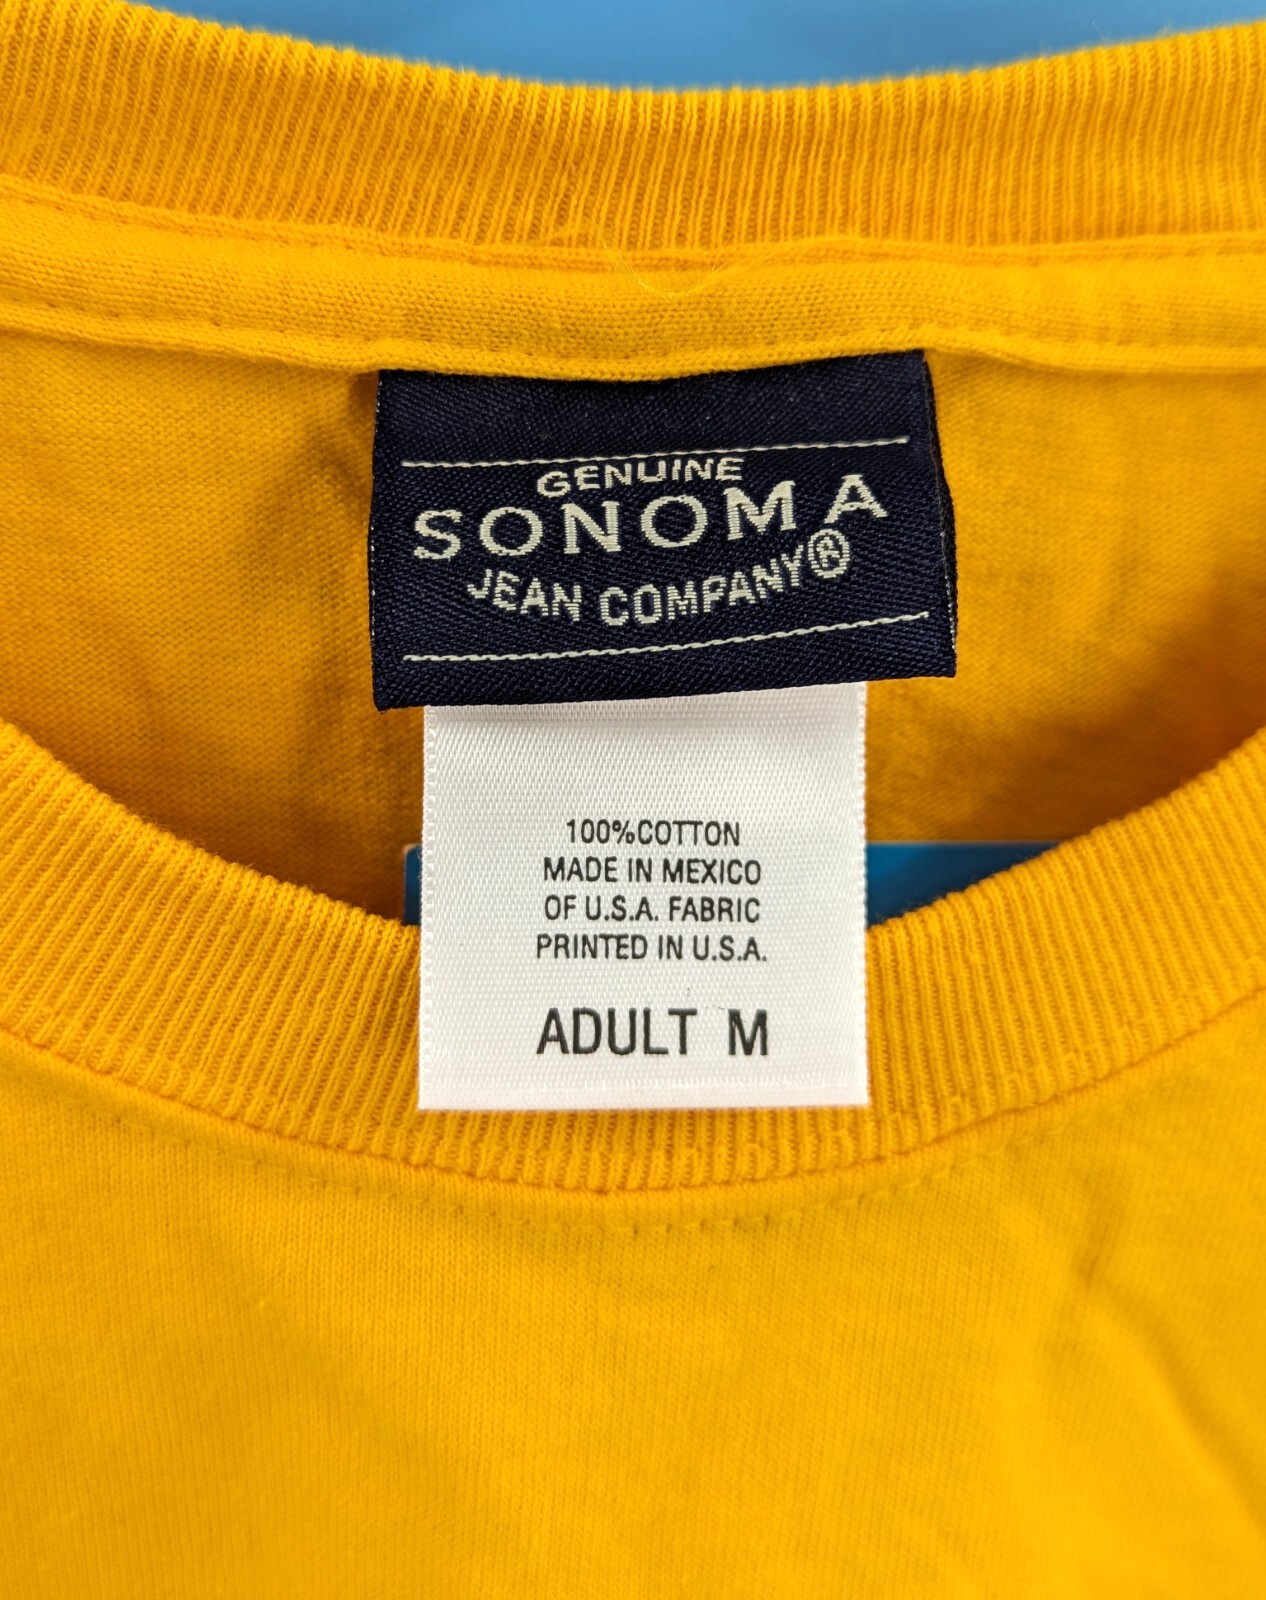 GENUINE
SONOMA
JEAN COMPANY®
100%COTTON
MADE IN MEXICO
OF U.S.A. FABRIC
PRINTED IN U.S.A.
ADULT M